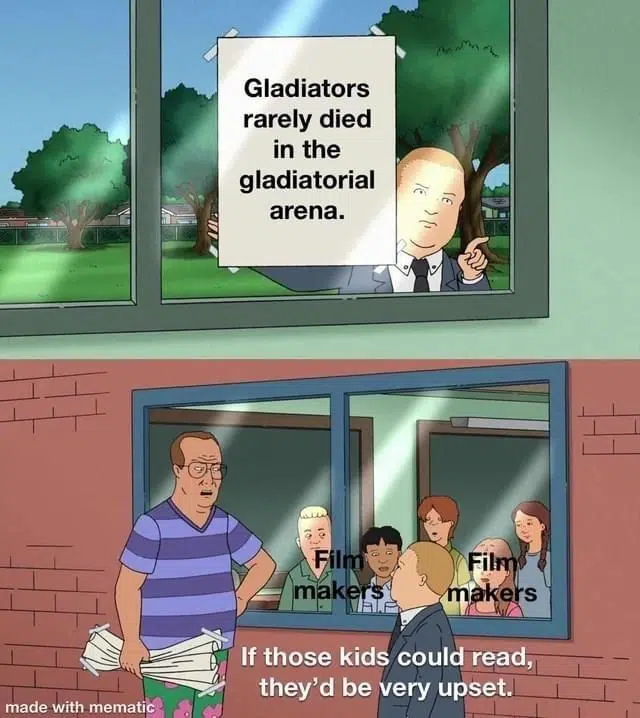 Gladiators
rarely died
in the
gladiatorial
arena.
Film
makers
Film
makers
If those kids could read,
they'd be very upset.
made with mematic